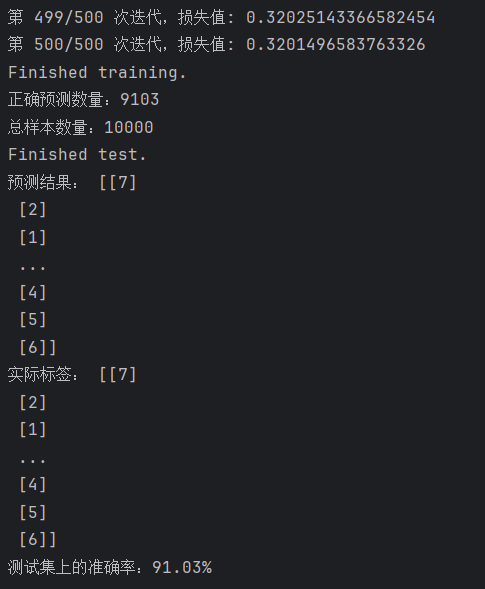 第 499/500 次迭代，损失值: 0.32025143366582454
第 500/500 次迭代，损失值: 0.3201496583763326
Finished training.
正确预测数量：9103
总样本数量：10000
Finished test.
预测结果： [[7]
[2]
[1]
...
[4]
[5]
[6]]
实际标签： [[7]
[2]
[1]
...
[4]
[5]
[6]]
测试集上的准确率：91.03%